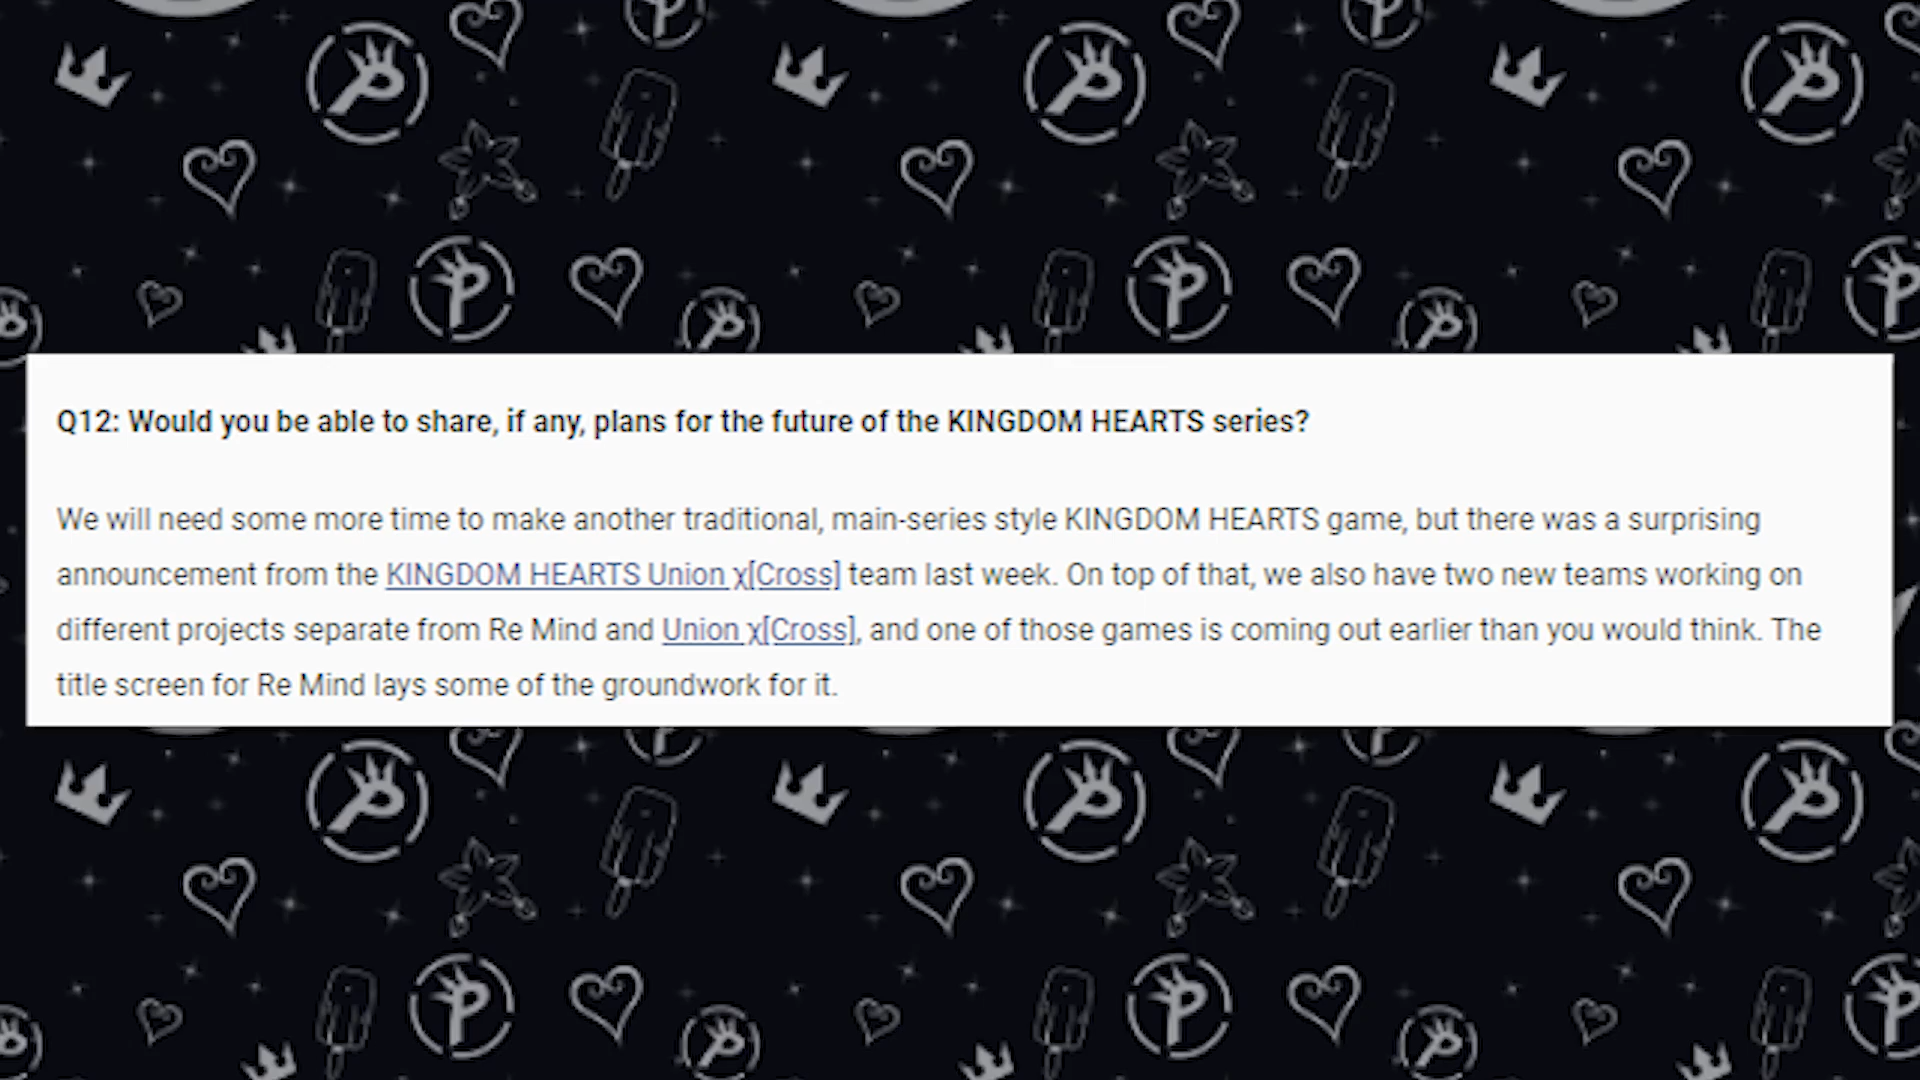 Q12: Would you be able to share, if any, plans for the future of the KINGDOM HEARTS series?
We will need some more time to make another traditional, main-series style KINGDOM HEARTS game, but there was a surprising
announcement from the KINGDOM HEARTS Union χ[Cross] team last week. On top of that, we also have two new teams working on
different projects separate from Re Mind and Union χ[Cross], and one of those games is coming out earlier than you would think. The
title screen for Re Mind lays some of the groundwork for it.